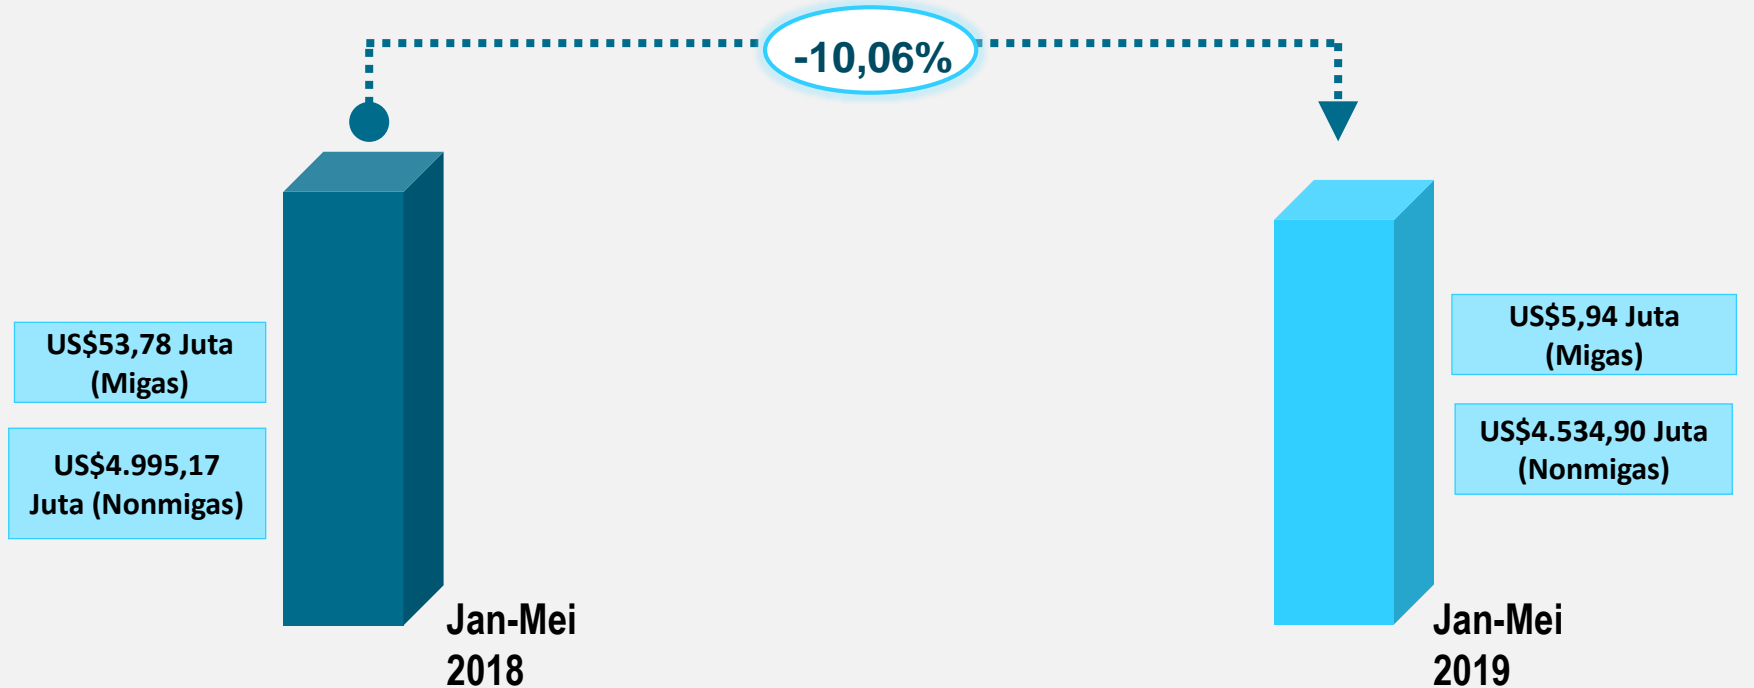 -10,06%
US$53,78 Juta
(Migas)
US$4.995,17
Juta (Nonmigas)
Jan-Mei
2018
US$5,94 Juta
(Migas)
US$4.534,90 Juta
(Nonmigas)
Jan-Mei
2019